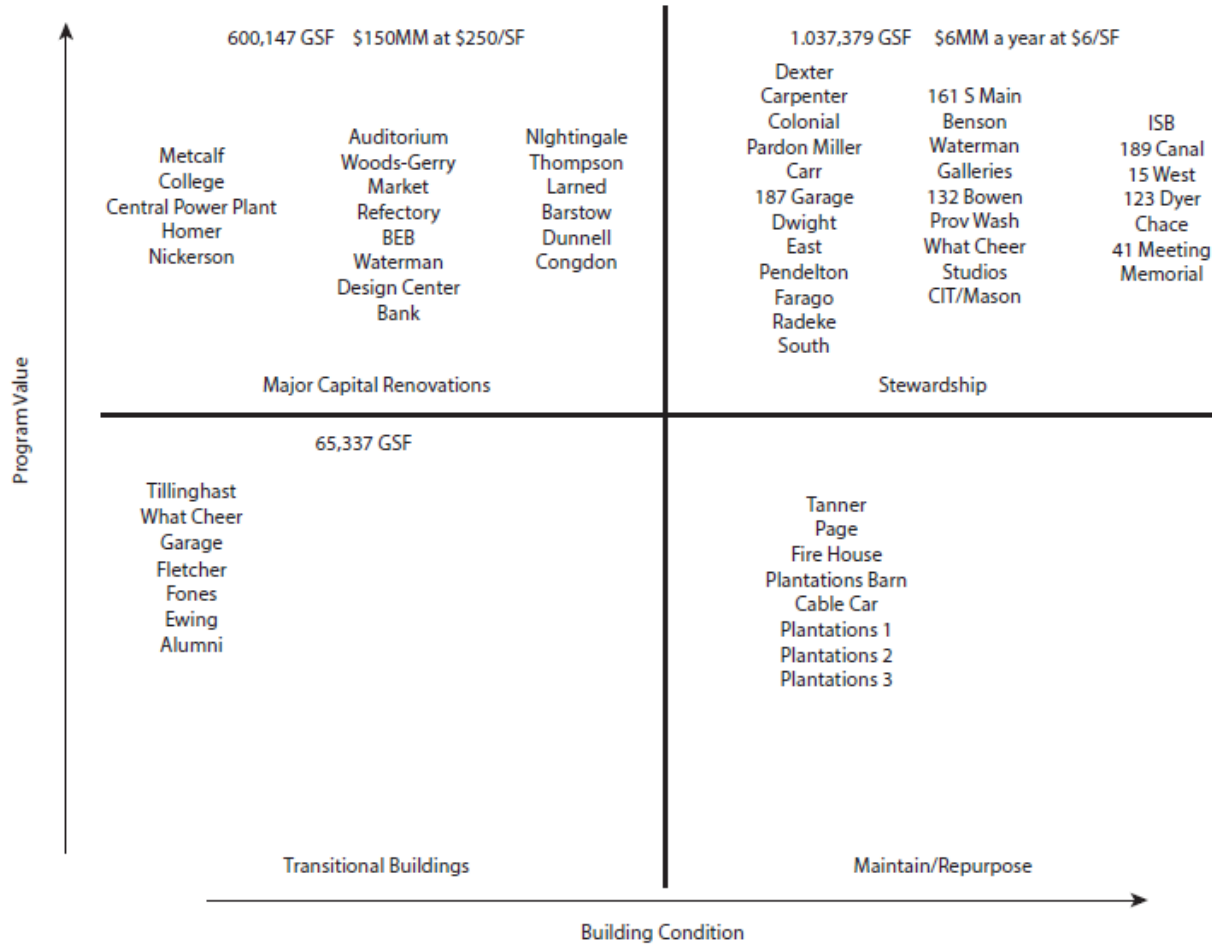 600,147 GSF $150MM at $250/SF
Metcalf
College
Central Power Plant
Homer
Nickerson
Auditorium
Woods-Gerry
Market
Refectory
BEB
Waterman
Design Center
Bank
NIghtingale
Thompson
Larned
Barstow
Dunnell
Congdon
Major Capital Renovations
1.037,379 GSF $6MM a year at $6/SF
Dexter
Carpenter
Colonial
Pardon Miller
Carr
187 Garage
Dwight
East
Pendelton
Farago
Radeke
South
161 S Main
Benson
Waterman
Galleries
132 Bowen
Prov Wash
What Cheer
Studios
CIT/Mason
ISB
189 Canal
15 West
123 Dyer
Chace
41 Meeting
Memorial
Stewardship
Program Value
65,337 GSF
Tillinghast
What Cheer
Garage
Fletcher
Fones
Ewing
Alumni
Transitional Buildings
Tanner
Page
Fire House
Plantations Barn
Cable Car
Plantations 1
Plantations 2
Plantations 3
Maintain/Repurpose
Building Condition